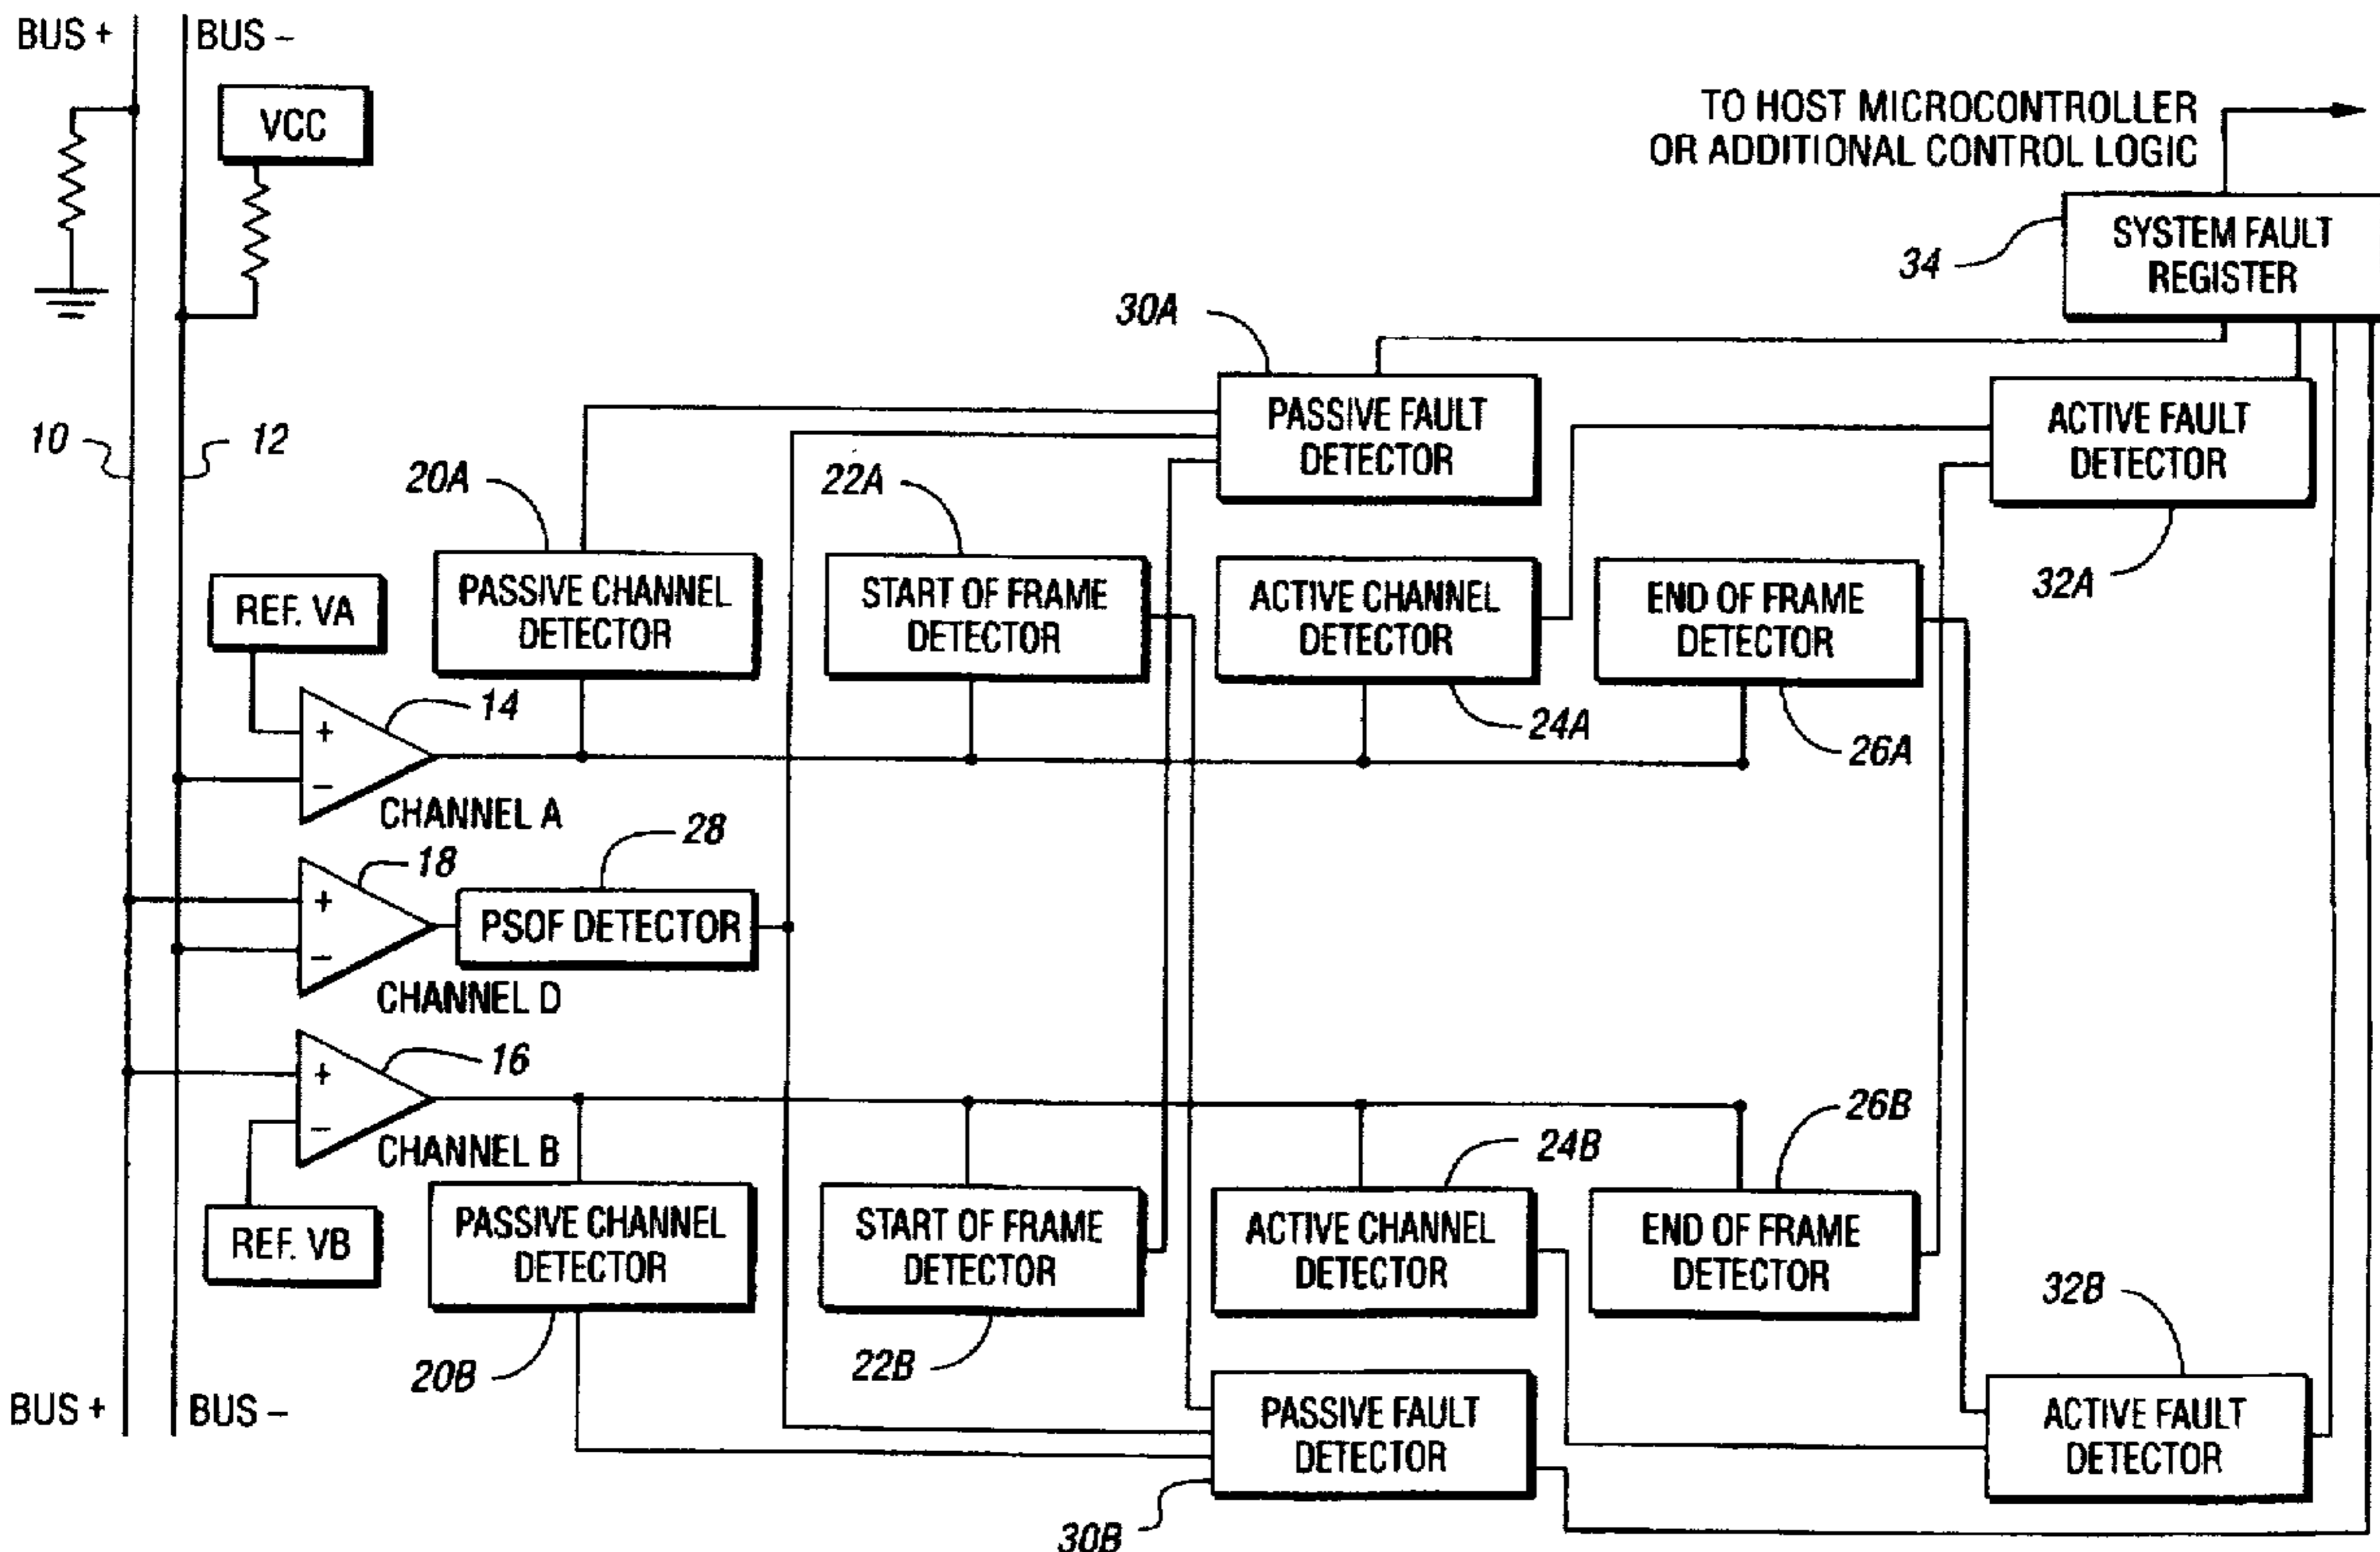 BUS +
BUS –
VCC
TO HOST MICROCONTROLLER
OR ADDITIONAL CONTROL LOGIC
34
SYSTEM FAULT
REGISTER
30A
10
12
PASSIVE FAULT
DETECTOR
ACTIVE FAULT
DETECTOR
20A
22A
32A
REF. VA
PASSIVE CHANNEL
DETECTOR
START OF FRAME
DETECTOR
ACTIVE CHANNEL
DETECTOR
END OF FRAME
DETECTOR
14
24A
26A
+
–
CHANNEL A
18
28
+
–
PSOF DETECTOR
CHANNEL D
16
+
–
CHANNEL B
26B
24B
REF. VB
PASSIVE CHANNEL
DETECTOR
START OF FRAME
DETECTOR
ACTIVE CHANNEL
DETECTOR
END OF FRAME
DETECTOR
32B
20B
22B
BUS +
BUS –
PASSIVE FAULT
DETECTOR
ACTIVE FAULT
DETECTOR
30B